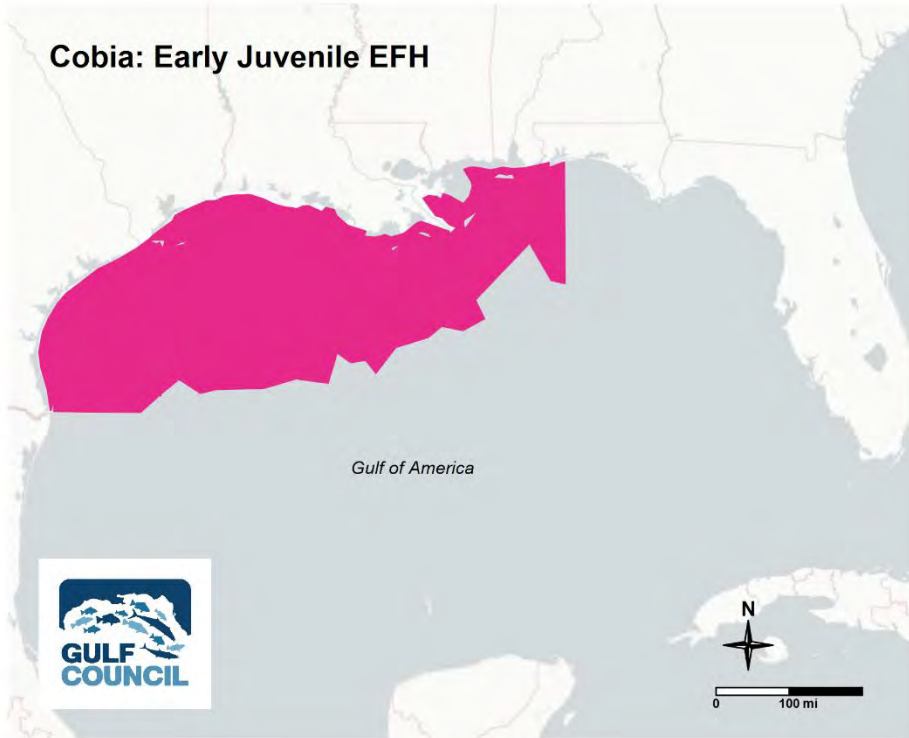 Cobia: Early Juvenile EFH
Gulf of America
GULF
COUNCIL
N
0 100 mi